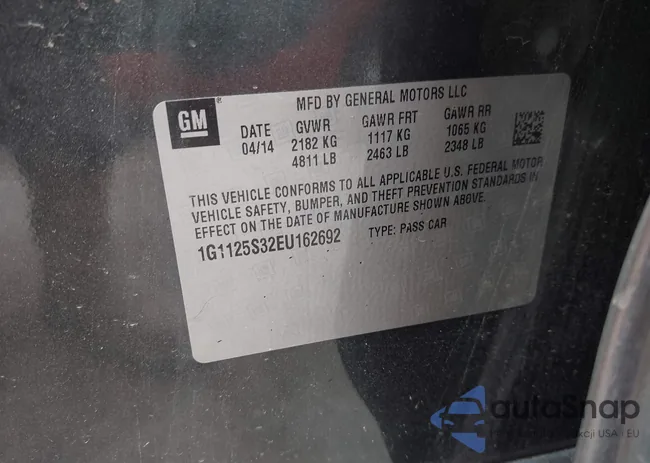 GM ®
MFD BY GENERAL MOTORS LLC
DATE GVWR GAWR FRT GAWR RR
04/14 2182 KG 1117 KG 1065 KG
4811 LB 2463 LB 2348 LB
THIS VEHICLE CONFORMS TO ALL APPLICABLE U.S. FEDERAL MOTOR
VEHICLE SAFETY, BUMPER, AND THEFT PREVENTION STANDARDS IN
EFFECT ON THE DATE OF MANUFACTURE SHOWN ABOVE.
1G1125S32EU162692 TYPE: PASS CAR
autoSnap
USA - EU